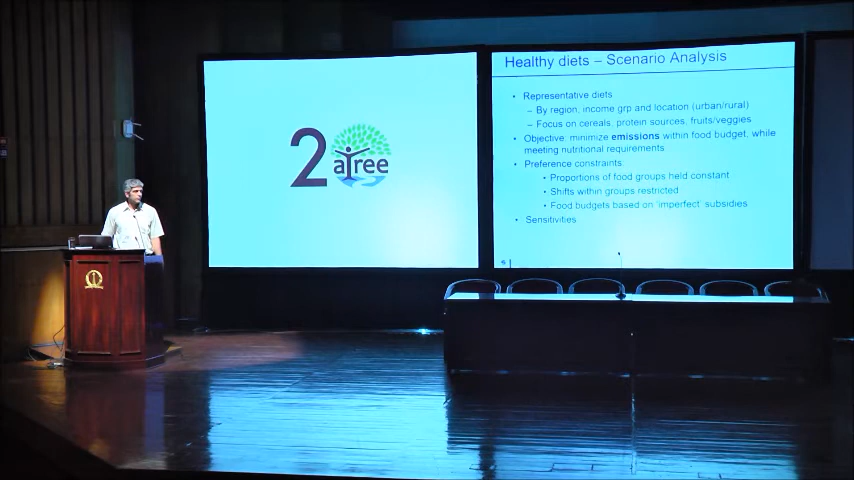 20
atree
Healthy diets – Scenario Analysis
• Representative diets
– By region, income grp and location (urban/rural)
– Focus on cereals, protein sources, fruits/veggies
• Objective: minimize emissions within food budget, while
meeting nutritional requirements
• Preference constraints:
• Proportions of food groups held constant
• Shifts within groups restricted
• Food budgets based on 'imperfect' subsidies
• Sensitivities